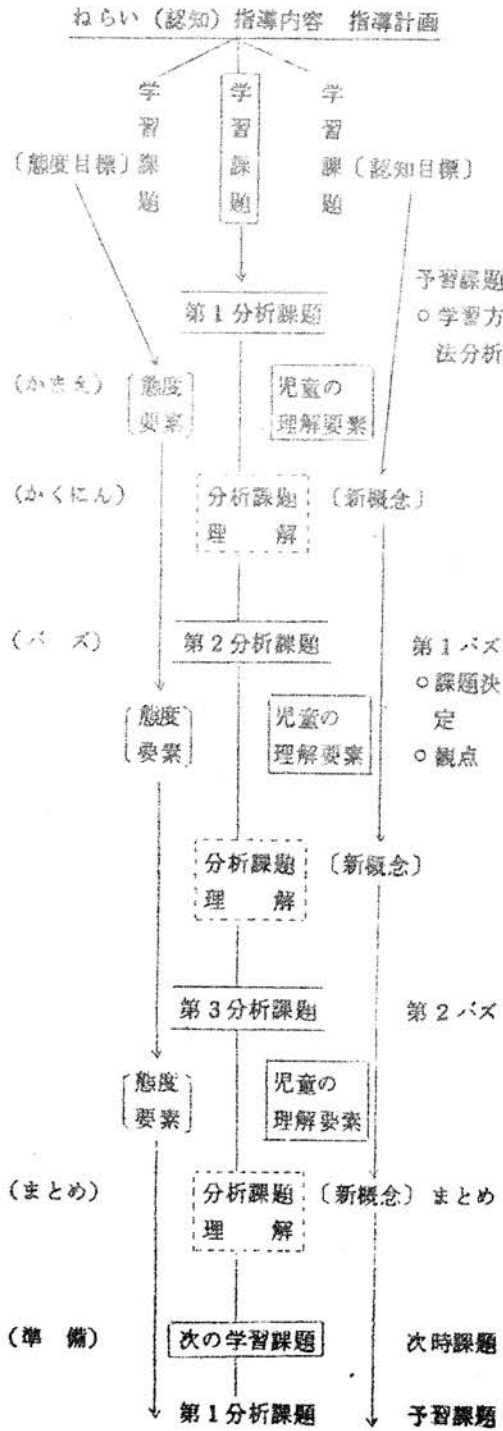 ねらい（認知）指導内容　指導計画
学習課題
学習課題
学習課題
〔態度目標〕
〔認知目標〕
予習課題
○学習方
法分析
第1分析課題
(かまえ)
〔態度
要素〕
児童の
理解要素
(かくにん)
分析課題
理　解
〔新概念〕
(バズ)
第2分析課題
第1バズ
○課題決
定
○観点
〔態度
要素〕
児童の
理解要素
分析課題
理　解
〔新概念〕
第3分析課題
第2バズ
〔態度
要素〕
児童の
理解要素
(まとめ)
分析課題
理　解
〔新概念〕まとめ
(準　備)
次の学習課題
次時課題
第1分析課題
予習課題